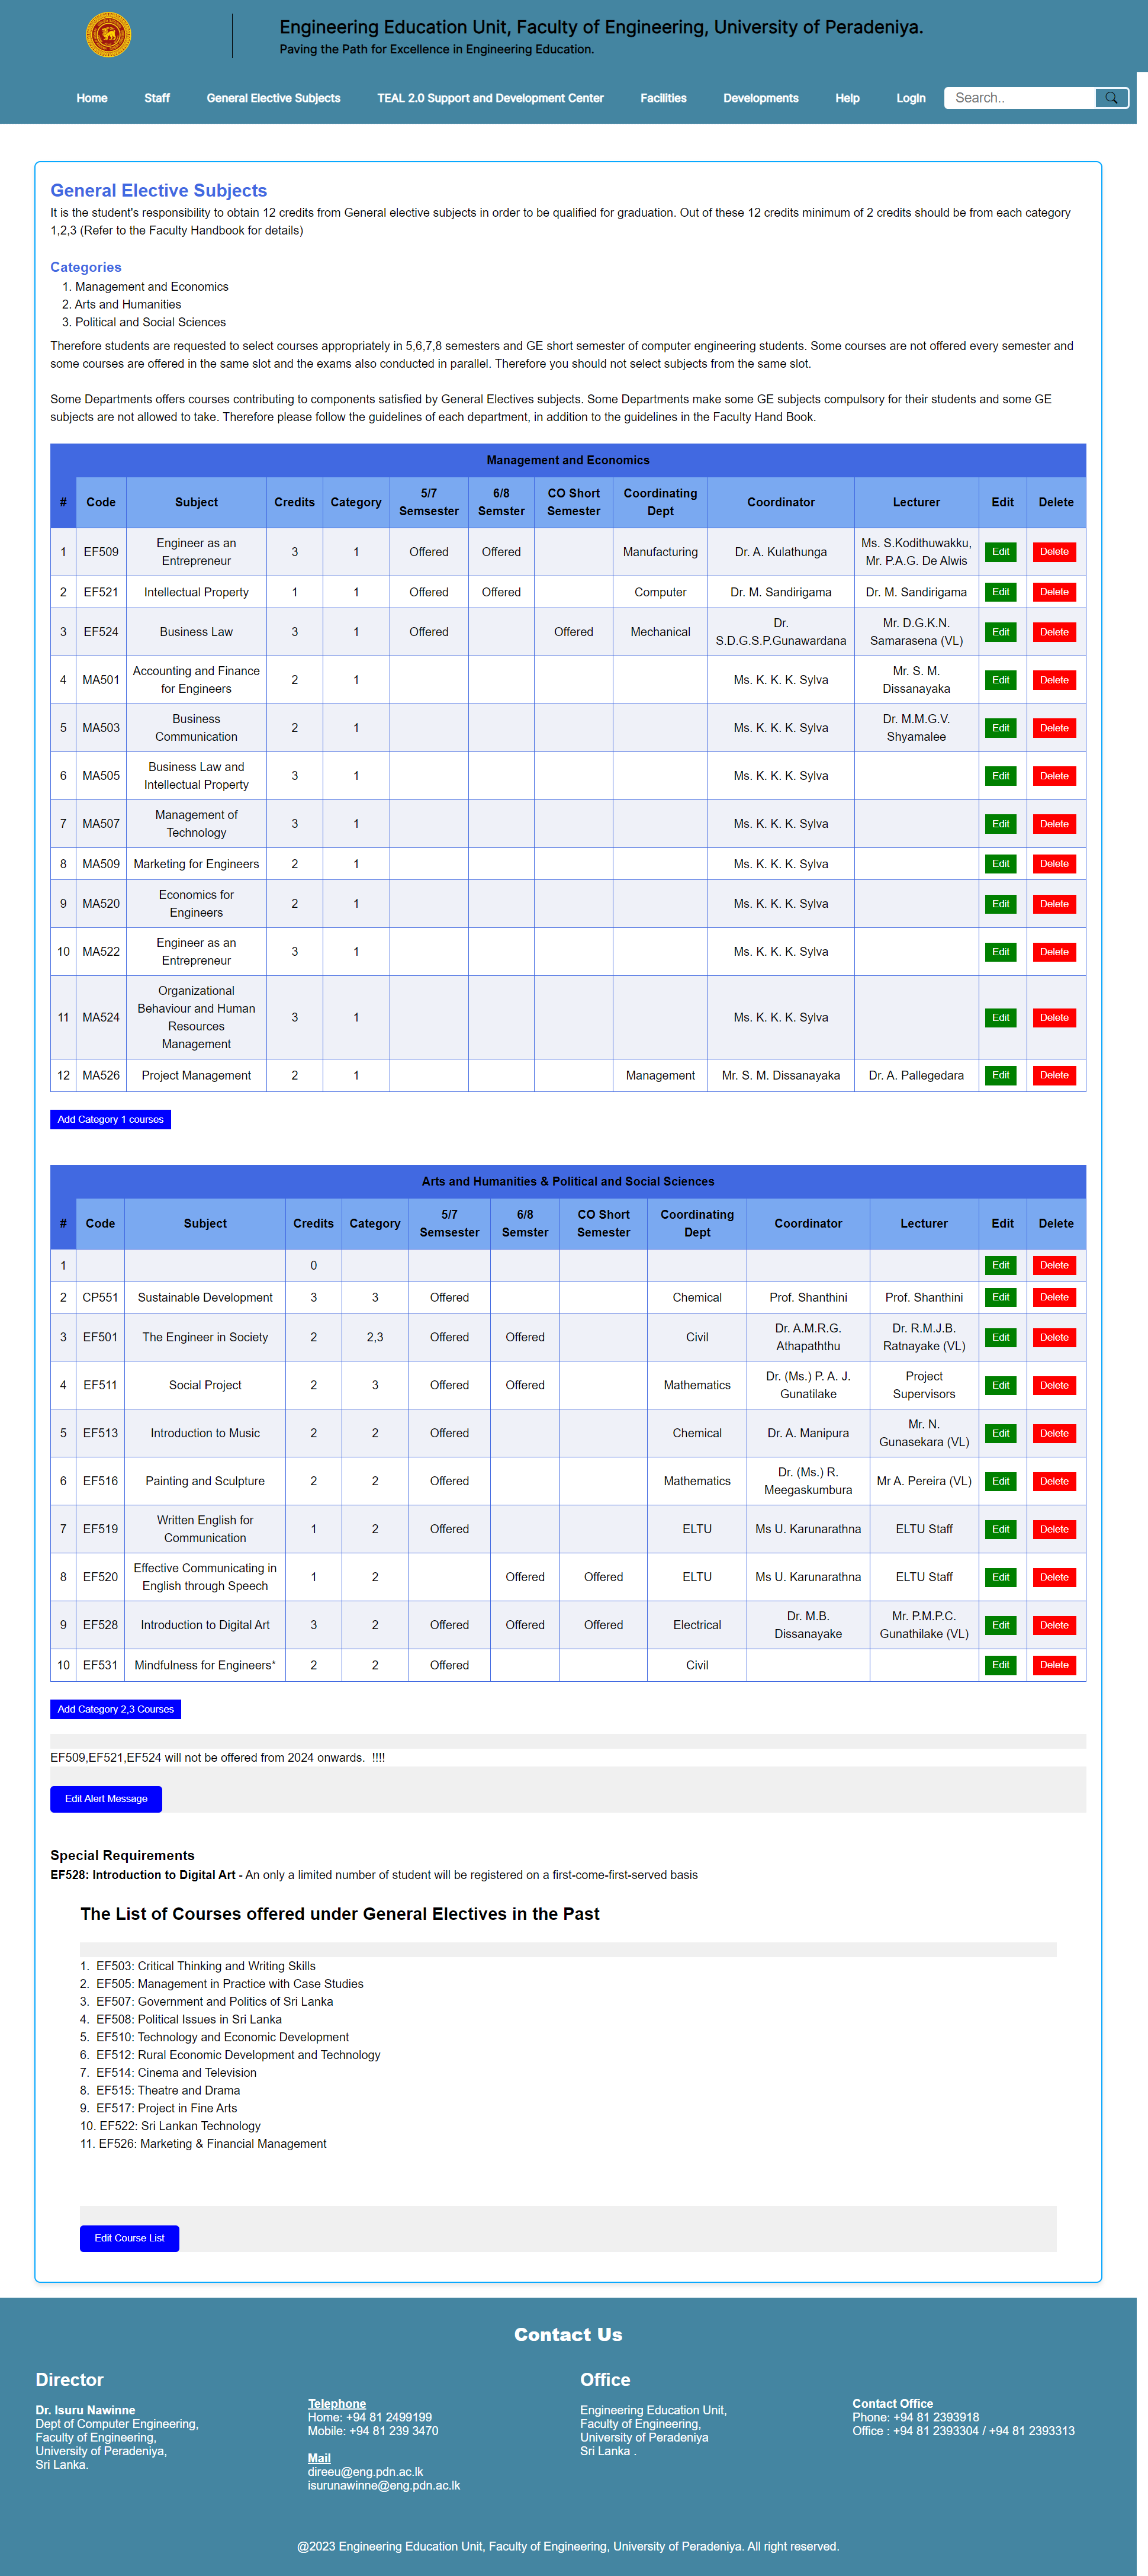 Engineering Education Unit, Faculty of Engineering, University of Peradeniya.
Paving the Path for Excellence in Engineering Education.
Home Staff General Elective Subjects TEAL 2.0 Support and Development Center Facilities Developments Help LogIn Search..
General Elective Subjects
It is the student's responsibility to obtain 12 credits from General elective subjects in order to be qualified for graduation. Out of these 12 credits minimum of 2 credits should be from each category
1,2,3 (Refer to the Faculty Handbook for details)
Categories
1. Management and Economics
2. Arts and Humanities
3. Political and Social Sciences
Therefore students are requested to select courses appropriately in 5,6,7,8 semesters and GE short semester of computer engineering students. Some courses are not offered every semester and
some courses are offered in the same slot and the exams also conducted in parallel. Therefore you should not select subjects from the same slot.
Some Departments offers courses contributing to components satisfied by General Electives subjects. Some Departments make some GE subjects compulsory for their students and some GE
subjects are not allowed to take. Therefore please follow the guidelines of each department, in addition to the guidelines in the Faculty Hand Book.
Management and Economics
# Code Subject Credits Category 5/7 Semsester 6/8 Semster CO Short Semester Coordinating Dept Coordinator Lecturer Edit Delete
1 EF509 Engineer as an Entrepreneur 3 1 Offered Offered Manufacturing Dr. A. Kulathunga Ms. S.Kodithuwakku, Mr. P.A.G. De Alwis Edit Delete
2 EF521 Intellectual Property 1 1 Offered Offered Computer Dr. M. Sandirigama Dr. M. Sandirigama Edit Delete
3 EF524 Business Law 3 1 Offered Offered Mechanical Dr. S.D.G.S.P.Gunawardana Mr. D.G.K.N. Samarasena (VL) Edit Delete
4 MA501 Accounting and Finance for Engineers 2 1 Ms. K. K. K. Sylva Mr. S. M. Dissanayaka Edit Delete
5 MA503 Business Communication 2 1 Ms. K. K. K. Sylva Dr. M.M.G.V. Shyamalee Edit Delete
6 MA505 Business Law and Intellectual Property 3 1 Ms. K. K. K. Sylva Edit Delete
7 MA507 Management of Technology 3 1 Ms. K. K. K. Sylva Edit Delete
8 MA509 Marketing for Engineers 2 1 Ms. K. K. K. Sylva Edit Delete
9 MA520 Economics for Engineers 2 1 Ms. K. K. K. Sylva Edit Delete
10 MA522 Engineer as an Entrepreneur 3 1 Ms. K. K. K. Sylva Edit Delete
11 MA524 Organizational Behaviour and Human Resources Management 3 1 Ms. K. K. K. Sylva Edit Delete
12 MA526 Project Management 2 1 Management Mr. S. M. Dissanayaka Dr. A. Pallegedara Edit Delete
Add Category 1 courses
Arts and Humanities & Political and Social Sciences
# Code Subject Credits Category 5/7 Semsester 6/8 Semster CO Short Semester Coordinating Dept Coordinator Lecturer Edit Delete
1 0 Edit Delete
2 CP551 Sustainable Development 3 3 Offered Chemical Prof. Shanthini Prof. Shanthini Edit Delete
3 EF501 The Engineer in Society 2 2,3 Offered Offered Civil Dr. A.M.R.G. Athapaththu Dr. R.M.J.B. Ratnayake (VL) Edit Delete
4 EF511 Social Project 2 3 Offered Offered Mathematics Dr. (Ms.) P. A. J. Gunatilake Project Supervisors Edit Delete
5 EF513 Introduction to Music 2 2 Offered Chemical Dr. A. Manipura Mr. N. Gunasekara (VL) Edit Delete
6 EF516 Painting and Sculpture 2 2 Offered Mathematics Dr. (Ms.) R. Meegaskumbura Mr A. Pereira (VL) Edit Delete
7 EF519 Written English for Communication 1 2 Offered ELTU Ms U. Karunarathna ELTU Staff Edit Delete
8 EF520 Effective Communicating in English through Speech 1 2 Offered Offered ELTU Ms U. Karunarathna ELTU Staff Edit Delete
9 EF528 Introduction to Digital Art 3 2 Offered Offered Offered Electrical Dr. M.B. Dissanayake Mr. P.M.P.C. Gunathilake (VL) Edit Delete
10 EF531 Mindfulness for Engineers* 2 2 Offered Civil Edit Delete
Add Category 2,3 Courses
EF509,EF521,EF524 will not be offered from 2024 onwards. !!!!
Edit Alert Message
Special Requirements
EF528: Introduction to Digital Art - An only a limited number of student will be registered on a first-come-first-served basis
The List of Courses offered under General Electives in the Past
1. EF503: Critical Thinking and Writing Skills
2. EF505: Management in Practice with Case Studies
3. EF507: Government and Politics of Sri Lanka
4. EF508: Political Issues in Sri Lanka
5. EF510: Technology and Economic Development
6. EF512: Rural Economic Development and Technology
7. EF514: Cinema and Television
8. EF515: Theatre and Drama
9. EF517: Project in Fine Arts
10. EF522: Sri Lankan Technology
11. EF526: Marketing & Financial Management
Edit Course List
Contact Us
Director
Dr. Isuru Nawinne
Dept of Computer Engineering,
Faculty of Engineering,
University of Peradeniya,
Sri Lanka.
Telephone
Home: +94 81 2499199
Mobile: +94 81 239 3470
Mail
direeu@eng.pdn.ac.lk
isurunawinne@eng.pdn.ac.lk
Office
Engineering Education Unit,
Faculty of Engineering,
University of Peradeniya
Sri Lanka .
Contact Office
Phone: +94 81 2393918
Office : +94 81 2393304 / +94 81 2393313
@2023 Engineering Education Unit, Faculty of Engineering, University of Peradeniya. All right reserved.